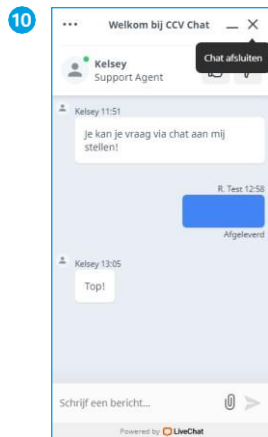 10
Welkom bij CCV Chat
Kelsey
Support Agent
Chat afsluiten
Kelsey 11:51
Je kan je vraag via chat aan mij
stellen!
R. Test 12:58
Afgeleverd
Kelsey 13:05
Top!
Schrijf een bericht...
Powered by LiveChat